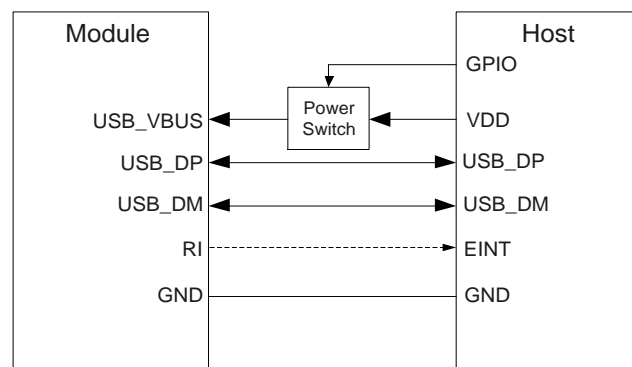 Module
Host
GPIO
USB_VBUS
Power
Switch
VDD
USB_DP
USB_DP
USB_DM
USB_DM
RI
EINT
GND
GND